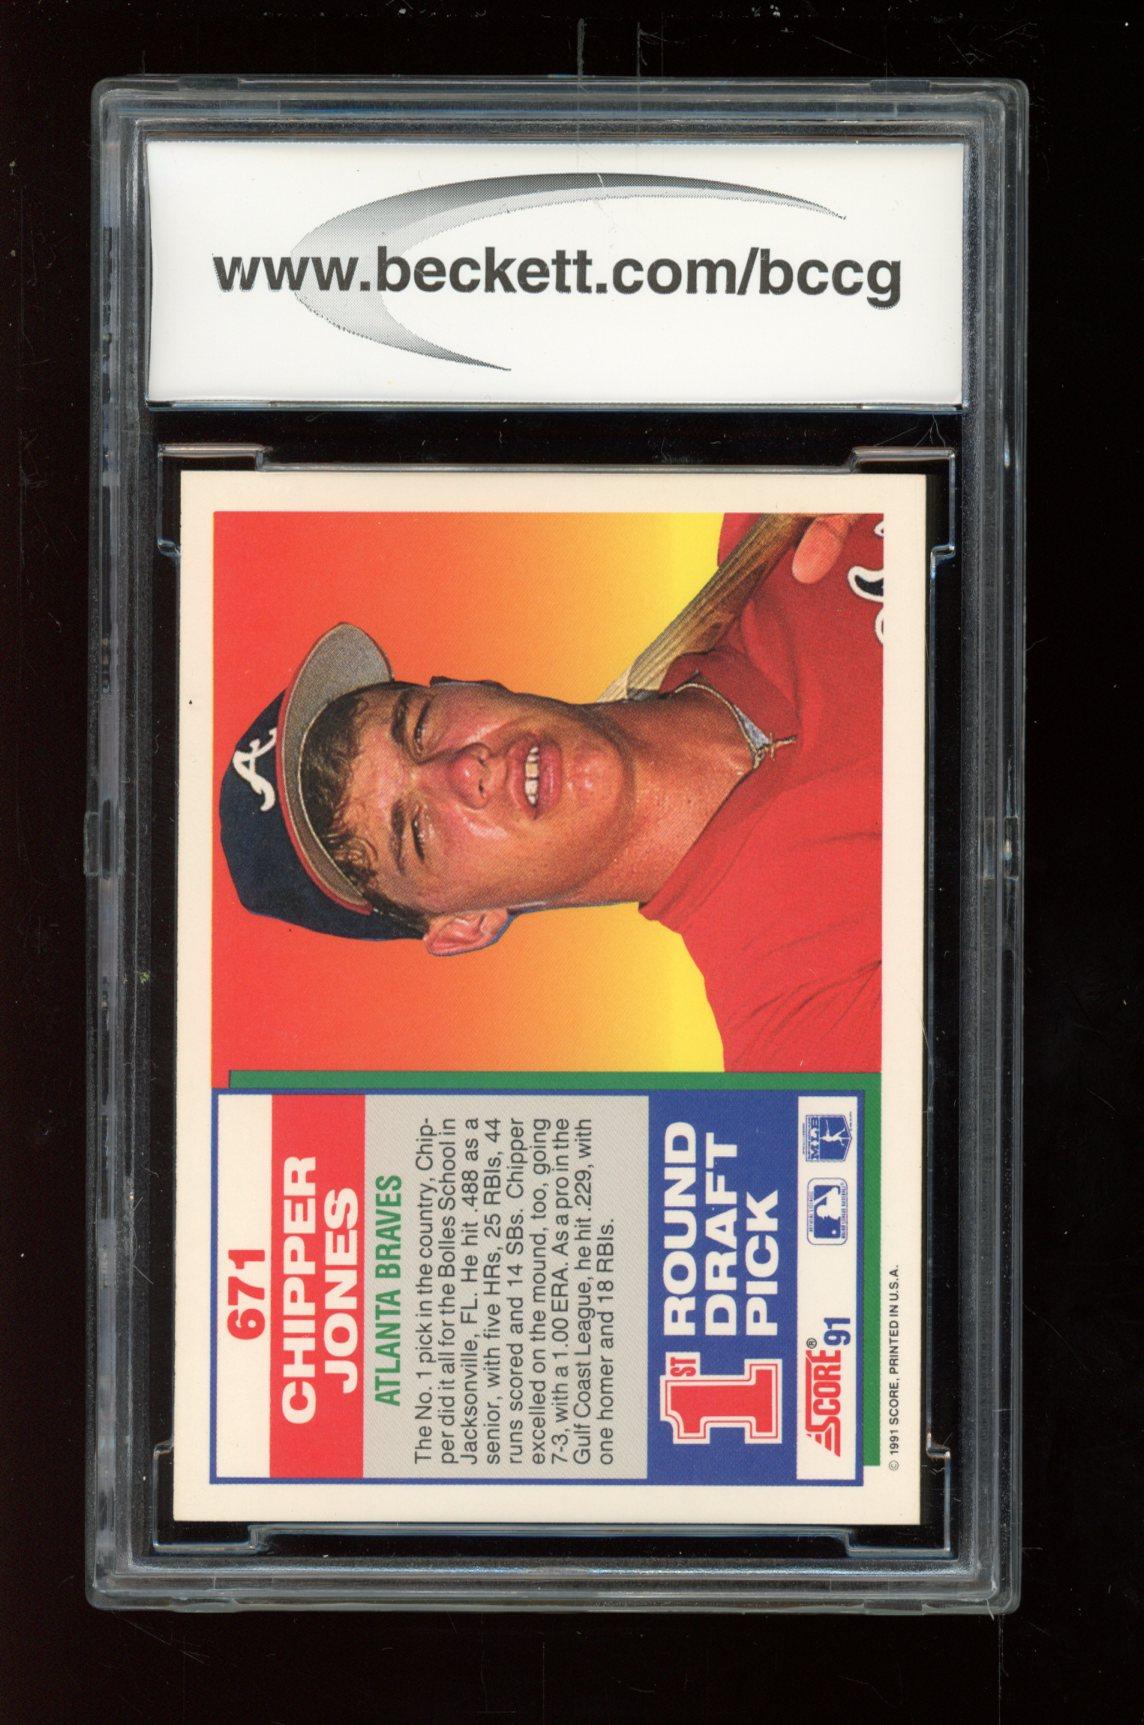 www.beckett.com/bccg
671
CHIPPER
JONES
ATLANTA BRAVES
The No. 1 pick in the country, Chip-
per did it all for the Bolles School in
Jacksonville, FL. He hit .488 as a
senior, with five HRs, 25 RBIs, 44
runs scored and 14 SBs. Chipper
excelled on the mound, too, going
7-3, with a 1.00 ERA. As a pro in the
Gulf Coast League, he hit .229, with
one homer and 18 RBIs.
1ST ROUND
DRAFT
PICK
SCORE® 91
MLB
© 1991 SCORE, PRINTED IN U.S.A.
A